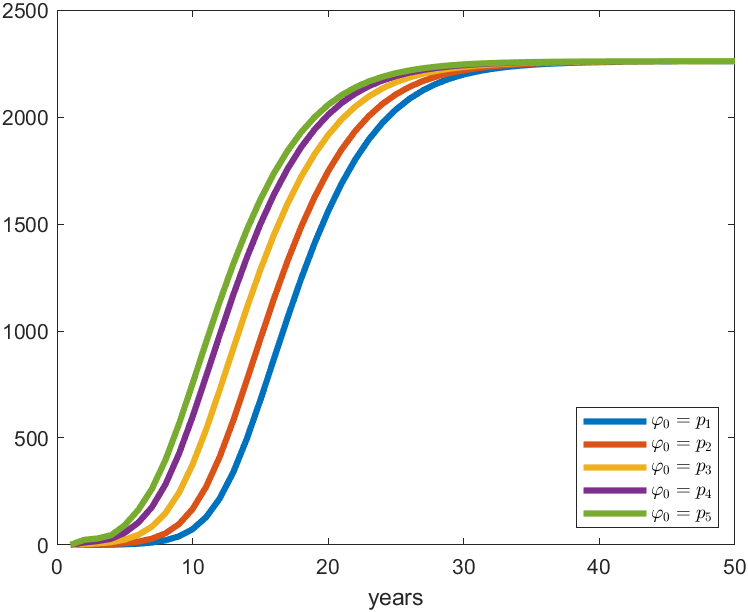 2500
2000
1500
1000
500
0
0 10 20 30 40 50
years
φ₀ = p₁
φ₀ = p₂
φ₀ = p₃
φ₀ = p₄
φ₀ = p₅